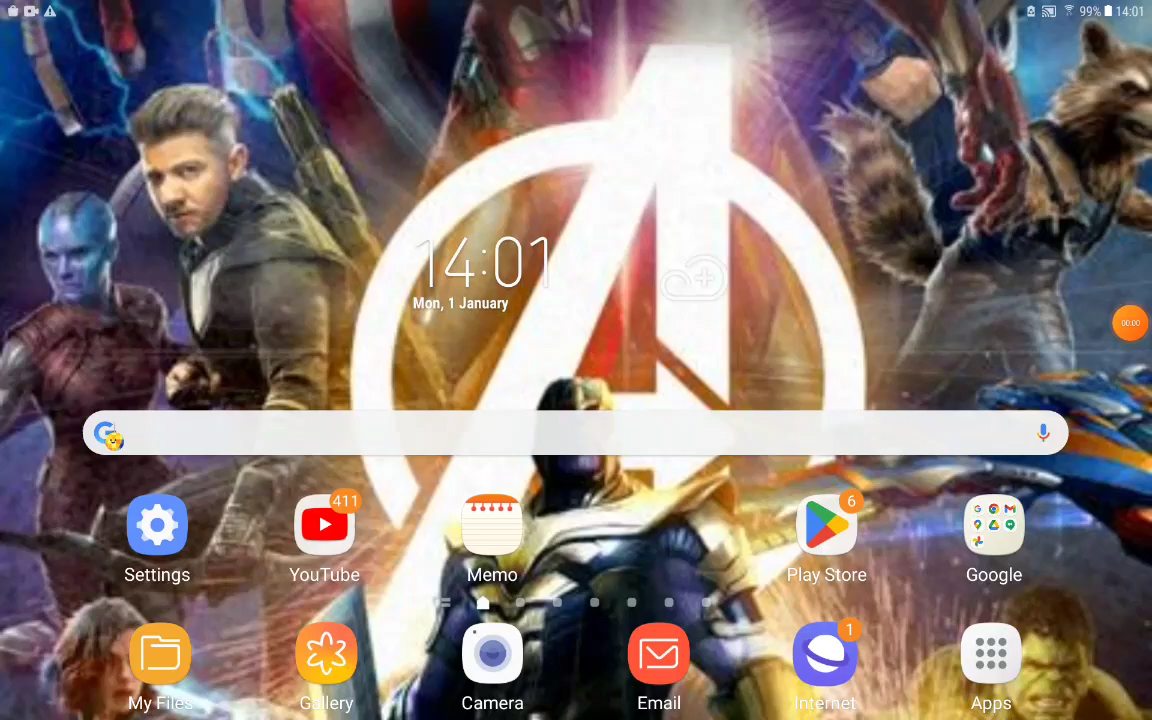 99% 14:01
14:01
Mon, 1 January
00:00
411
6
Settings
YouTube
Memo
Play Store
Google
1
My Files
Gallery
Camera
Email
Internet
Apps